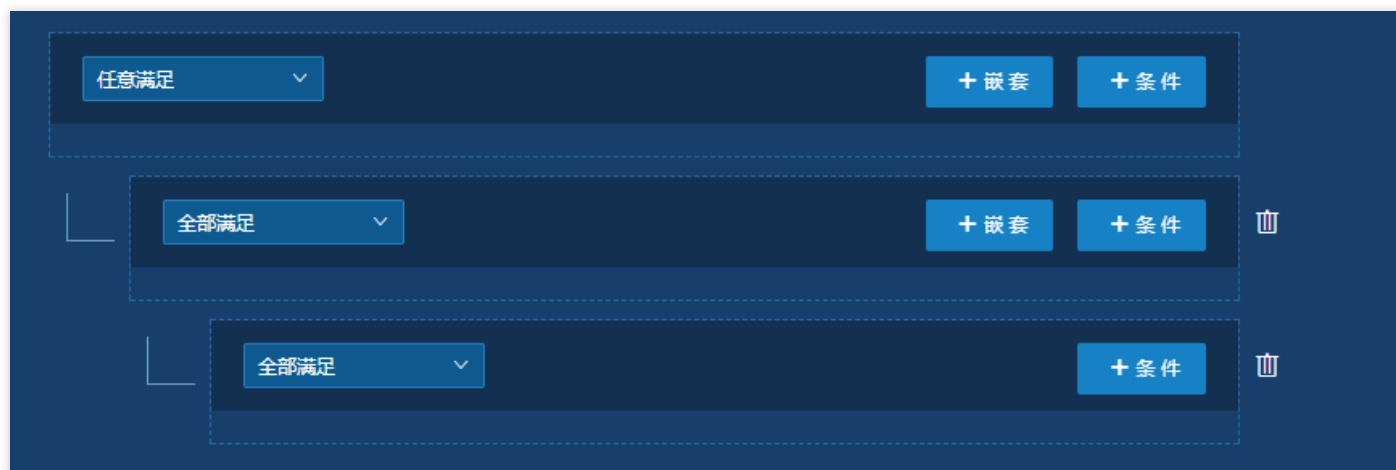 任意满足 + 嵌套 + 条件
全部满足 + 嵌套 + 条件
全部满足 + 条件